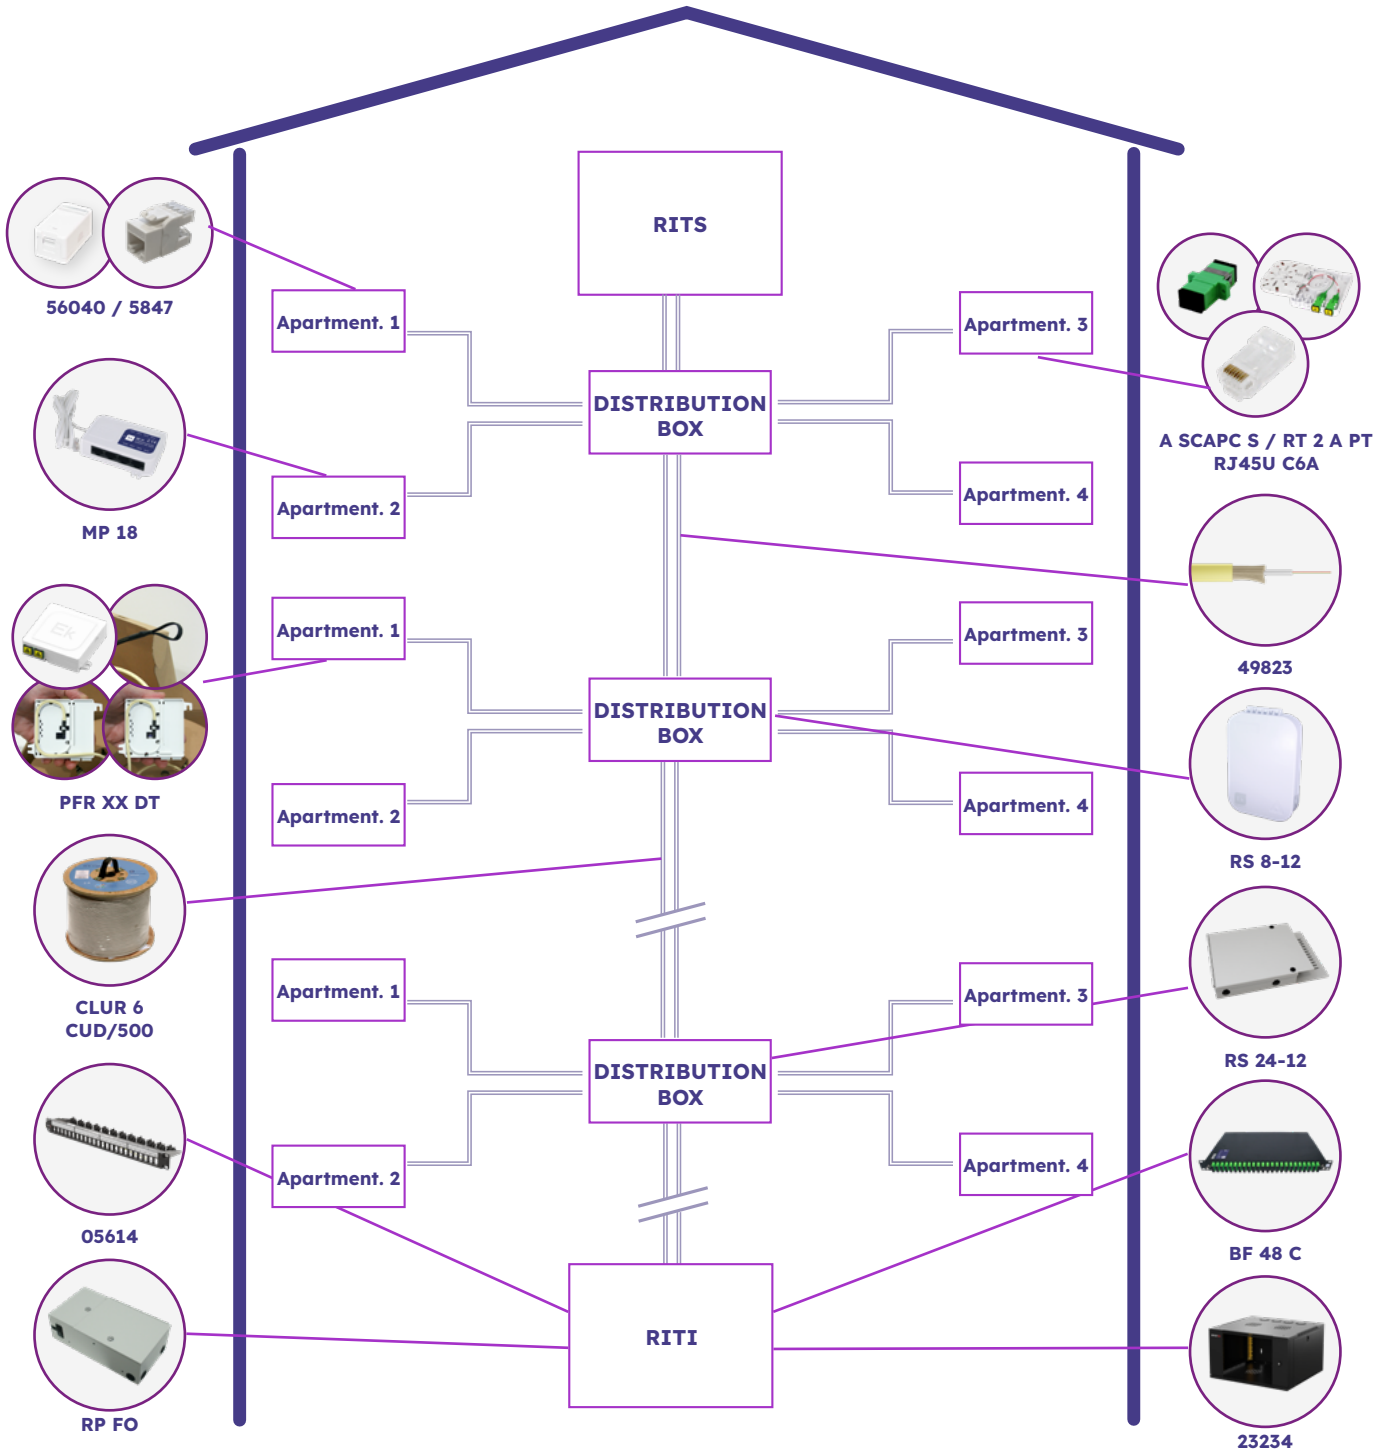 RITS
56040 / 5847
Apartment. 1
Apartment. 3
DISTRIBUTION
BOX
A SCAPC S / RT 2 A PT
RJ45U C6A
MP 18
Apartment. 2
Apartment. 4
49823
Ek
Apartment. 1
Apartment. 3
DISTRIBUTION
BOX
PFR XX DT
Apartment. 2
Apartment. 4
RS 8-12
CLUR 6
CUD/500
Apartment. 1
Apartment. 3
RS 24-12
DISTRIBUTION
BOX
05614
Apartment. 2
Apartment. 4
BF 48 C
RITI
RP FO
23234